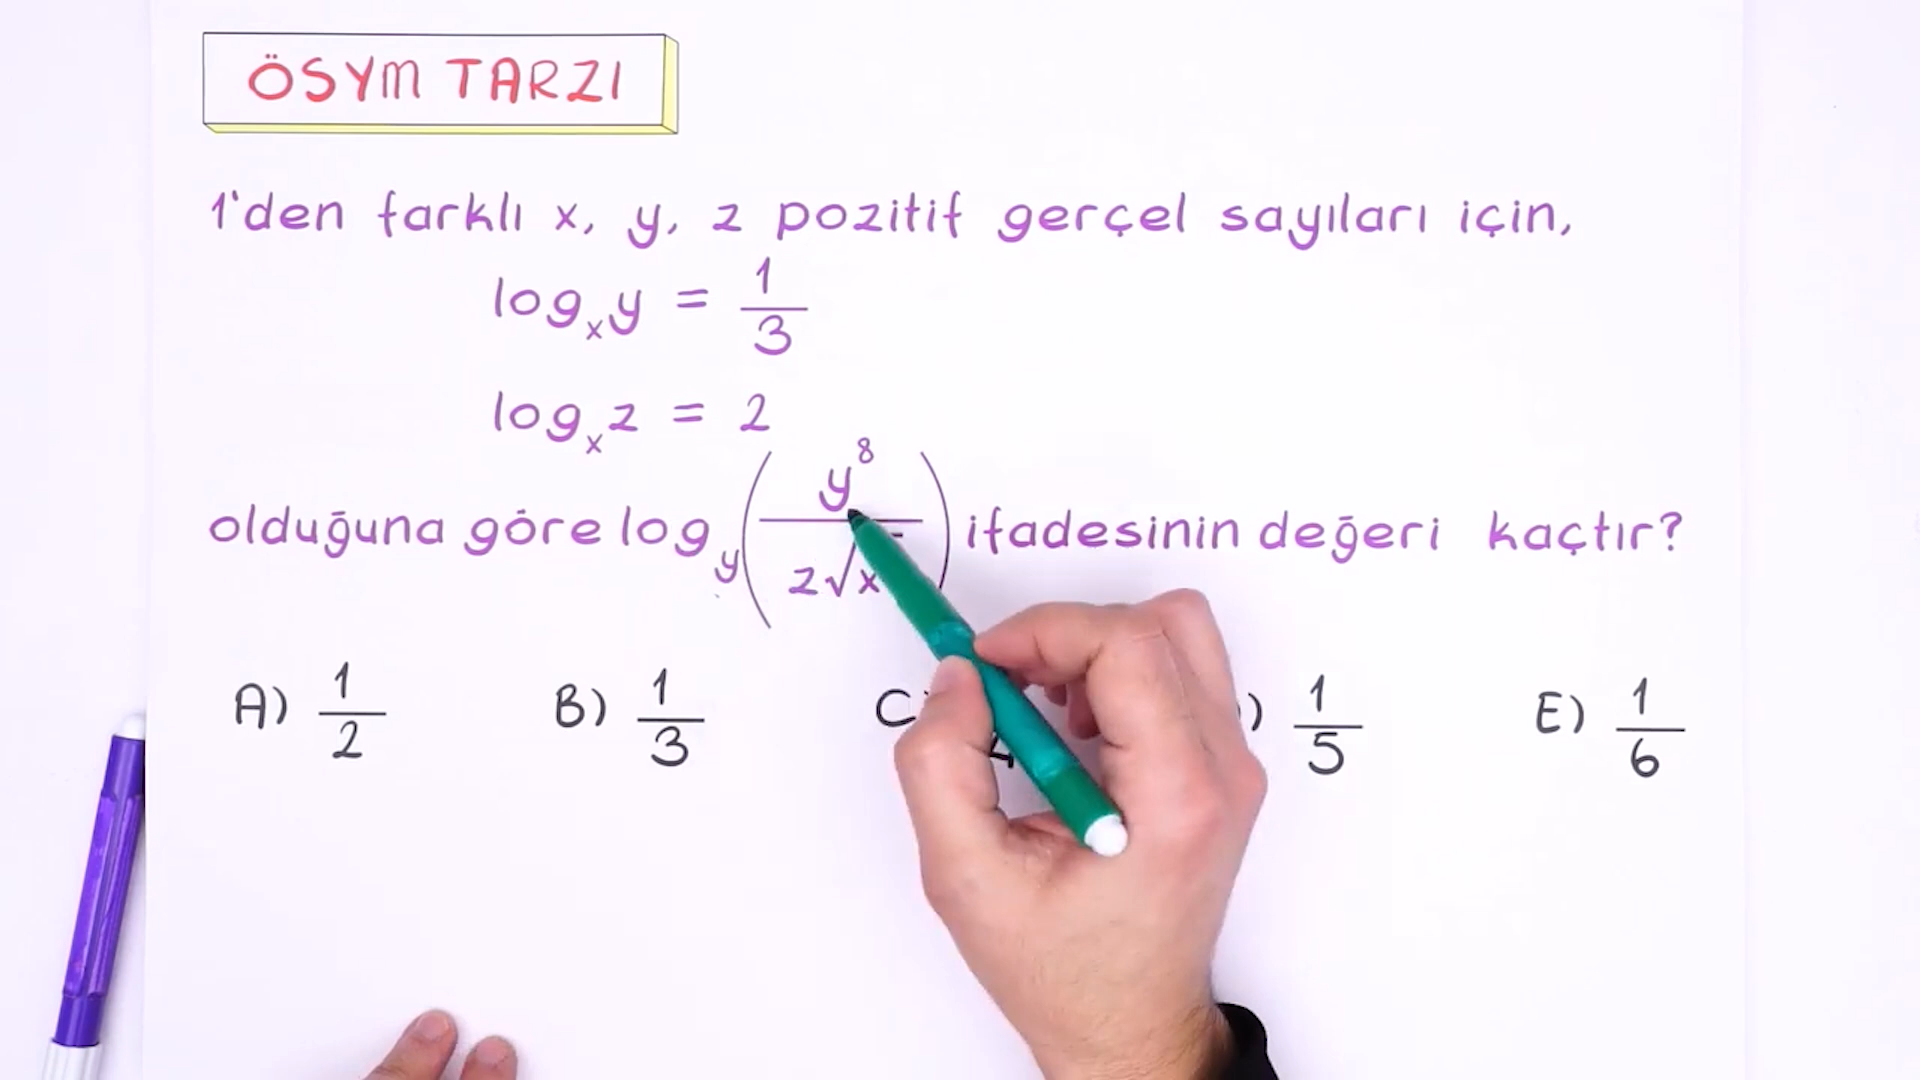 ÖSYM TARZI
1'den farklı x, y, z pozitif gerçel sayıları için,
log_x y = 1/3
log_x z = 2
olduğuna göre log_y (y^8 / z√x) ifadesinin değeri kaçtır?
A) 1/2 B) 1/3 C ) 1/5 E) 1/6